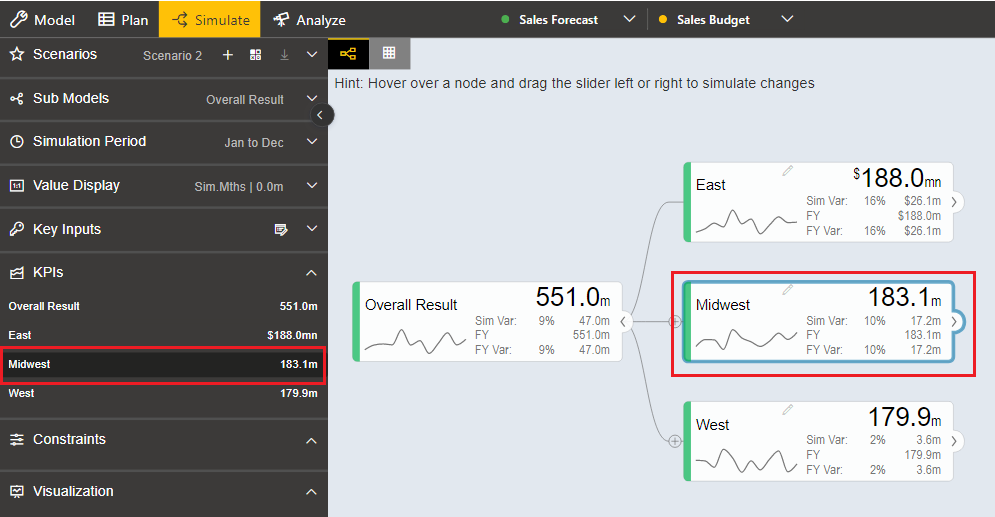 Model Plan Simulate Analyze Sales Forecast Sales Budget
Scenarios Scenario 2
Hint: Hover over a node and drag the slider left or right to simulate changes
Sub Models Overall Result
Simulation Period Jan to Dec
Value Display Sim.Mths | 0.0m
Key Inputs
KPIs
Overall Result 551.0m
East $188.0mn
Midwest 183.1m
West 179.9m
Constraints
Visualization
Overall Result 551.0m
Sim Var: 9% 47.0m
FY 551.0m
FY Var: 9% 47.0m
East $188.0mn
Sim Var: 16% $26.1m
FY $188.0m
FY Var: 16% $26.1m
Midwest 183.1m
Sim Var: 10% 17.2m
FY 183.1m
FY Var: 10% 17.2m
West 179.9m
Sim Var: 2% 3.6m
FY 179.9m
FY Var: 2% 3.6m